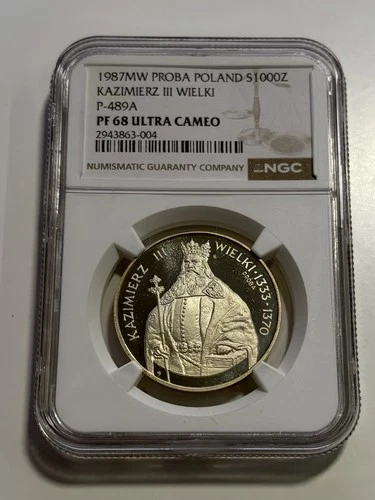 1987MW PROBA POLAND S1000Z
KAZIMIERZ III WIELKI
P-489A
PF 68 ULTRA CAMEO
2943863-004
NUMISMATIC GUARANTY COMPANY
NGC
KAZIMIERZ III WIELKI·1333-1370
PRÓBA